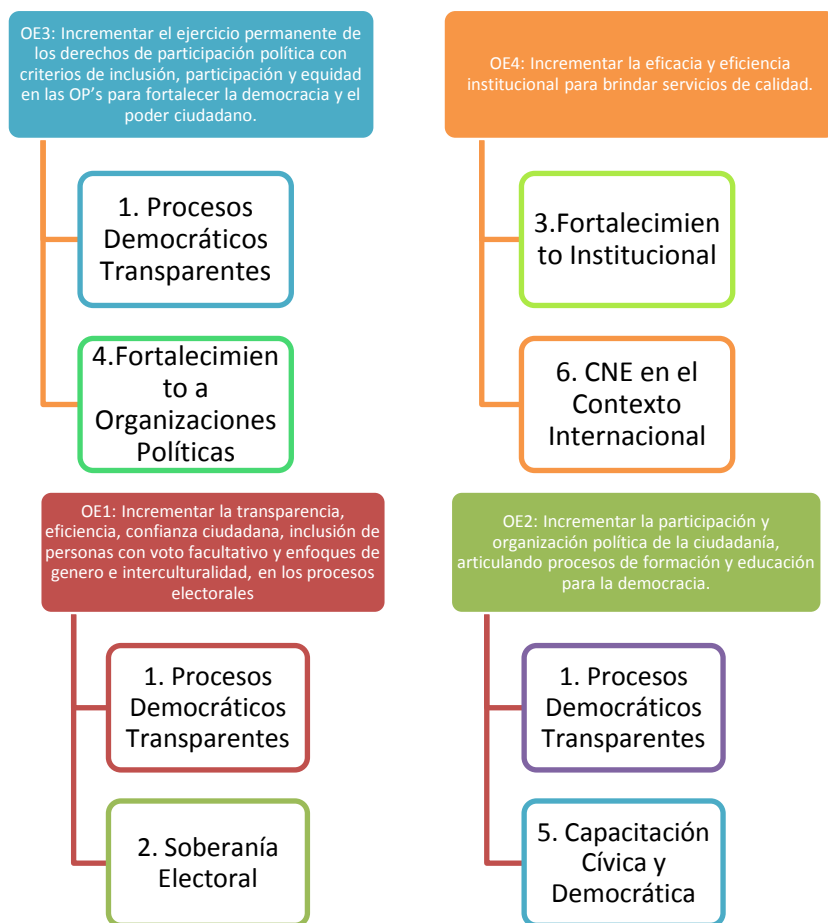 OE3: Incrementar el ejercicio permanente de
los derechos de participación política con
criterios de inclusión, participación y equidad
en las OP’s para fortalecer la democracia y el
poder ciudadano.
1. Procesos
Democráticos
Transparentes
4.Fortalecimien
to a
Organizaciones
Políticas
OE4: Incrementar la eficacia y eficiencia
institucional para brindar servicios de calidad.
3.Fortalecimien
to Institucional
6. CNE en el
Contexto
Internacional
OE1: Incrementar la transparencia,
eficiencia, confianza ciudadana, inclusión de
personas con voto facultativo y enfoques de
genero e interculturalidad, en los procesos
electorales
1. Procesos
Democráticos
Transparentes
2. Soberanía
Electoral
OE2: Incrementar la participación y
organización política de la ciudadanía,
articulando procesos de formación y educación
para la democracia.
1. Procesos
Democráticos
Transparentes
5. Capacitación
Cívica y
Democrática